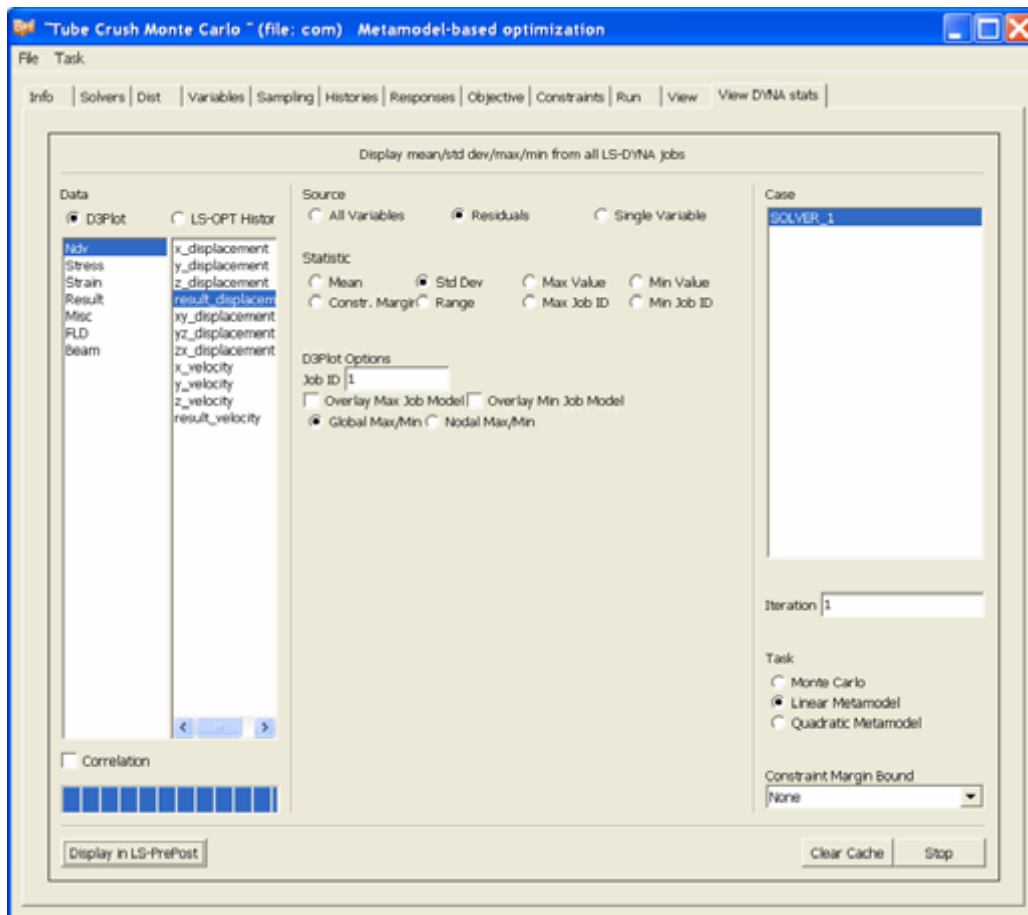 "Tube Crush Monte Carlo " (file: com) Metamodel-based optimization
File Task
Info Solvers Dist Variables Sampling Histories Responses Objective Constraints Run View View DYNA stats
Display mean/std dev/max/min from all LS-DYNA jobs
Data
D3Plot LS-OPT Histor
Ndv
Stress
Strain
Result
Misc
FLD
Beam
x_displacement
y_displacement
z_displacement
result_displacem
xy_displacement
yz_displacement
zx_displacement
x_velocity
y_velocity
z_velocity
result_velocity
Correlation
Source
All Variables Residuals Single Variable
Statistic
Mean Std Dev Max Value Min Value
Constr. Margin Range Max Job ID Min Job ID
D3Plot Options
Job ID 1
Overlay Max Job Model Overlay Min Job Model
Global Max/Min Nodal Max/Min
Case
SOLVER_1
Iteration 1
Task
Monte Carlo
Linear Metamodel
Quadratic Metamodel
Constraint Margin Bound
None
Display in LS-PrePost Clear Cache Stop